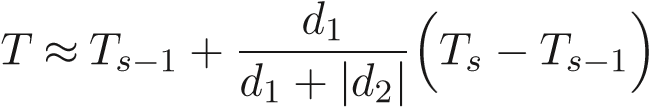 T ≈ T_{s−1} + \frac{d_1}{d_1 + |d_2|} \left( T_s − T_{s−1} \right)